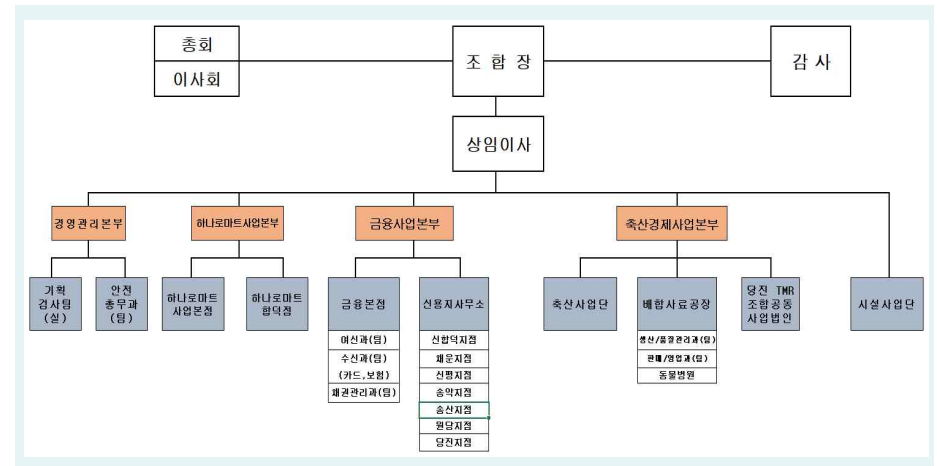 총회
이사회
조 합 장
감 사
상임이사
경영관리본부
하나로마트사업본부
금융사업본부
축산경제사업본부
기획
검사팀
(실)
안전
총무과
(팀)
하나로마트
사업본점
하나로마트
합덕점
금융본점
신용지사무소
축산사업단
배합사료공장
당진 TMR
조합공동
사업법인
시설사업단
여신과(팀)
수신과(팀)
(카드,보험)
채권관리과(팀)
신합덕지점
채운지점
신평지점
송악지점
송산지점
원당지점
당진지점
생산/품질관리과(팀)
판매/영업과(팀)
동물병원